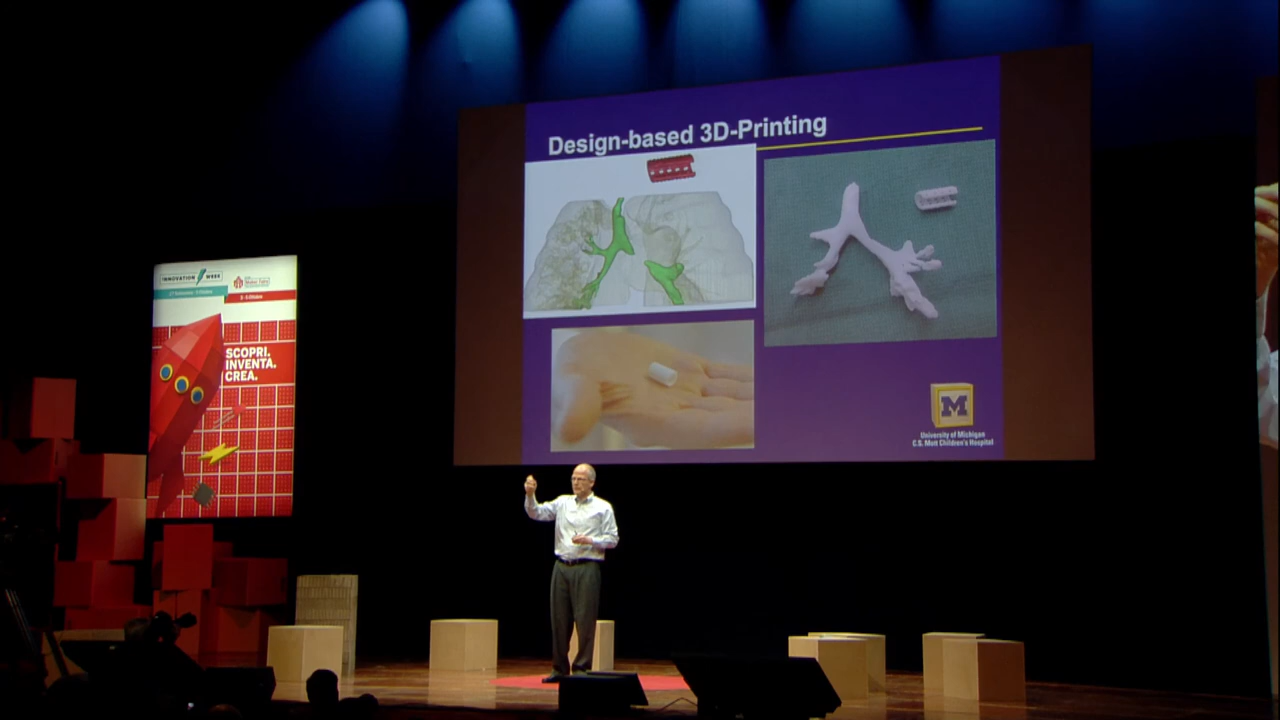 Design-based 3D-Printing
M
University of Michigan
C.S. Mott Children's Hospital
INNOVATION WEEK
SCOPRI.
INVENTA.
CREA.